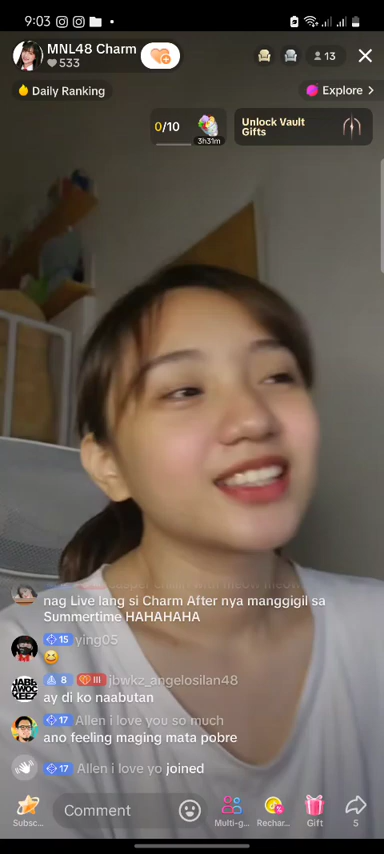 9:03
MNL48 Charm
533
13
Daily Ranking
Explore >
0/10
3h31m
Unlock Vault
Gifts
nag Live lang si Charm After nya manggigil sa
Summertime HAHAHAHA
15 ying05
8 III jbwkz_angelosilan48
ay di ko naabutan
17 Allen i love you so much
ano feeling maging mata pobre
17 Allen i love yo joined
Subsc...
Comment
Multi-g...
Rechar...
Gift
5